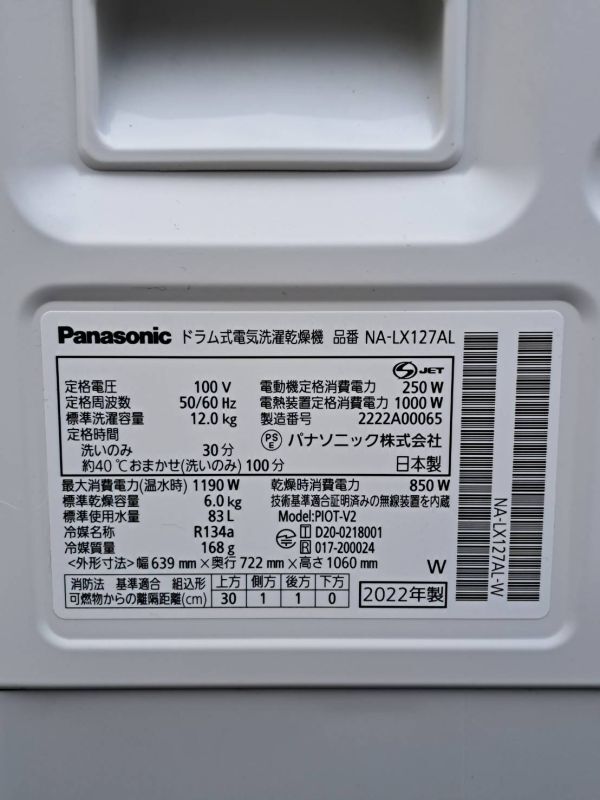 Panasonic ドラム式電気洗濯乾燥機 品番 NA-LX127AL
S JET
定格電圧 100 V 電動機定格消費電力 250 W
定格周波数 50/60 Hz 電熱装置定格消費電力 1000 W
標準洗濯容量 12.0 kg 製造番号 2222A00065
定格時間
洗いのみ 30 分 PSE パナソニック株式会社
約40℃おまかせ(洗いのみ) 100 分 日本製
最大消費電力(温水時) 1190 W 乾燥時消費電力 850 W
標準乾燥容量 6.0 kg 技術基準適合証明済みの無線装置を内蔵
標準使用水量 83 L Model:PIOT-V2
冷媒名称 R134a T D20-0218001
冷媒質量 168 g R 017-200024
<外形寸法> 幅 639 mm × 奥行 722 mm × 高さ 1060 mm W
消防法 基準適合 組込形 上方 側方 後方 下方
可燃物からの離隔距離(cm) 30 1 1 0 2022年製
NA-LX127AL-W